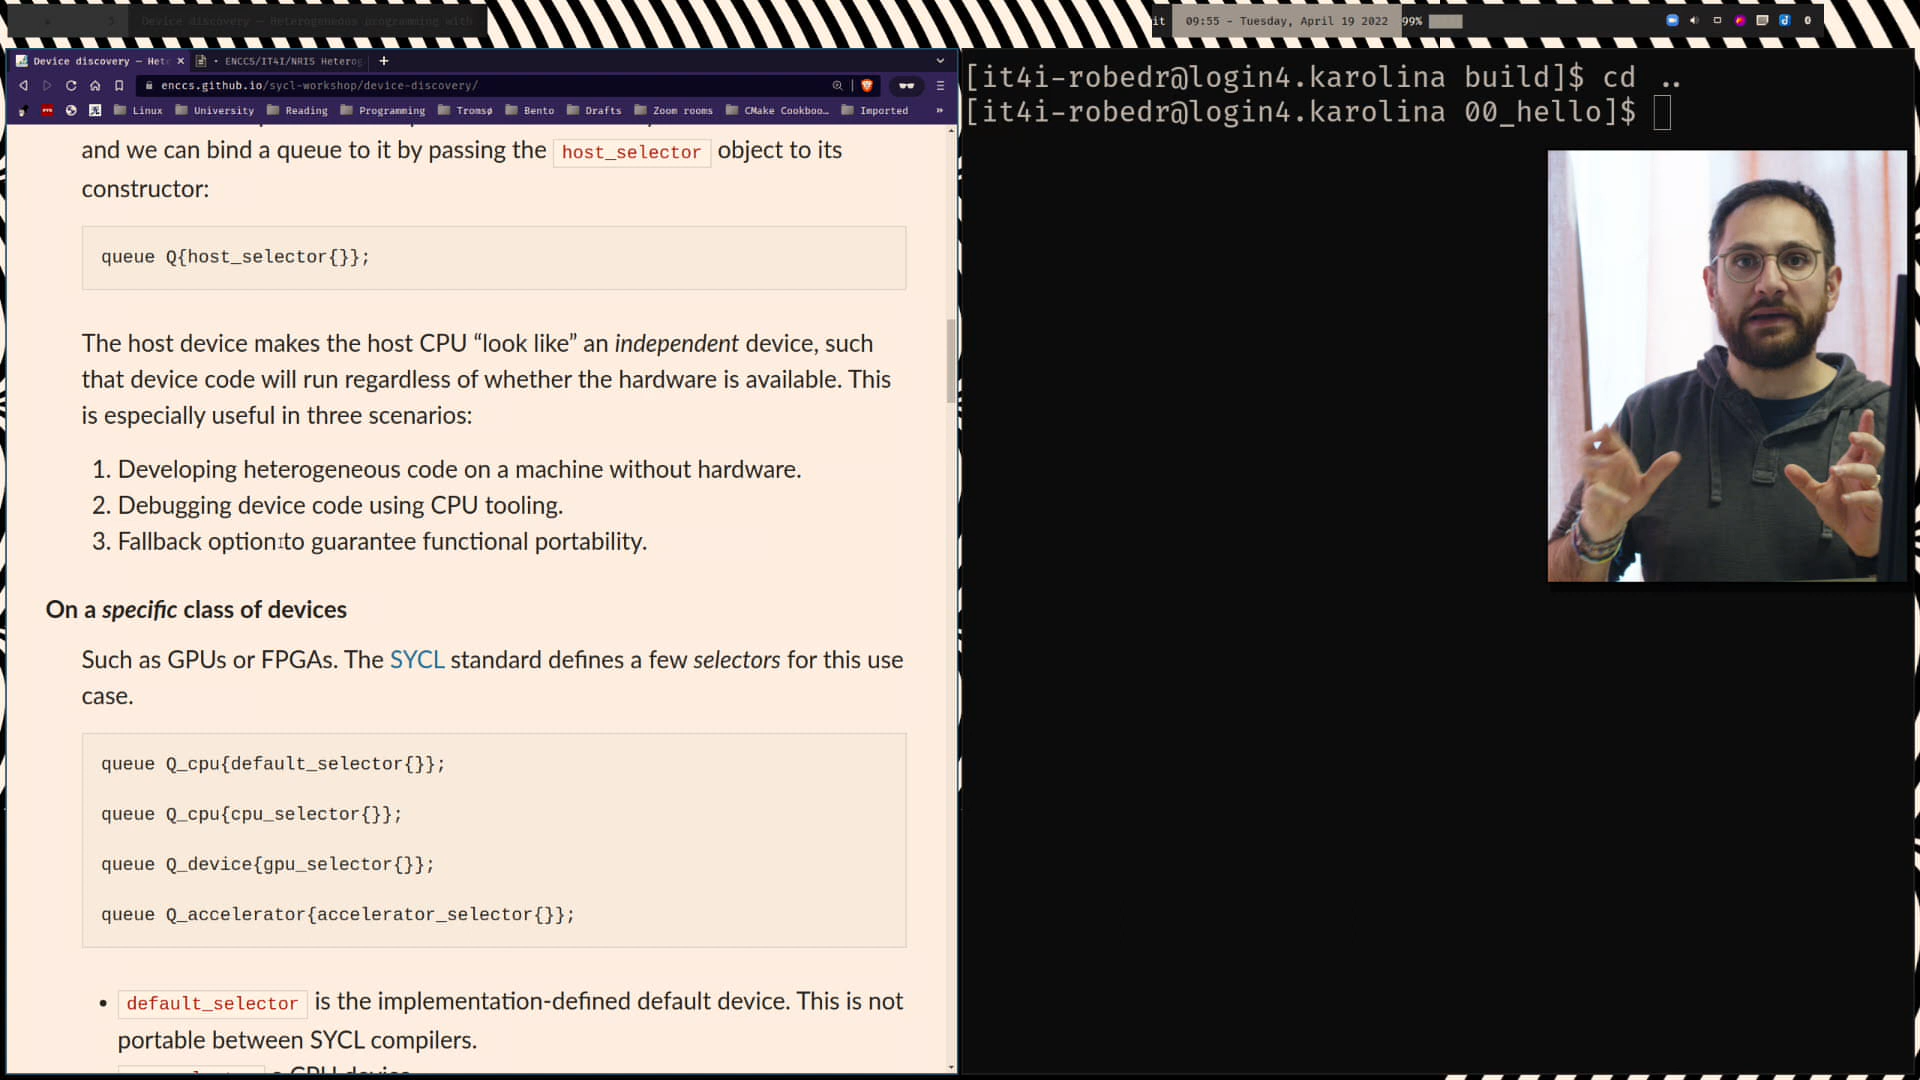 Device discovery — Heterogeneous programming with
it
09:55 - Tuesday, April 19 2022
99%
Device discovery — Hete
ENCCS/IT4I/NRIS Heterog
enccs.github.io/sycl-workshop/device-discovery/
Linux
University
Reading
Programming
Tromsø
Bento
Drafts
Zoom rooms
CMake Cookboo…
Imported
»
and we can bind a queue to it by passing the host_selector object to its
constructor:
queue Q{host_selector{}};
The host device makes the host CPU “look like” an independent device, such
that device code will run regardless of whether the hardware is available. This
is especially useful in three scenarios:
1. Developing heterogeneous code on a machine without hardware.
2. Debugging device code using CPU tooling.
3. Fallback option to guarantee functional portability.
On a specific class of devices
Such as GPUs or FPGAs. The SYCL standard defines a few selectors for this use
case.
queue Q_cpu{default_selector{}};
queue Q_cpu{cpu_selector{}};
queue Q_device{gpu_selector{}};
queue Q_accelerator{accelerator_selector{}};
• default_selector is the implementation-defined default device. This is not
portable between SYCL compilers.
[it4i-robedr@login4.karolina build]$ cd ..
[it4i-robedr@login4.karolina 00_hello]$